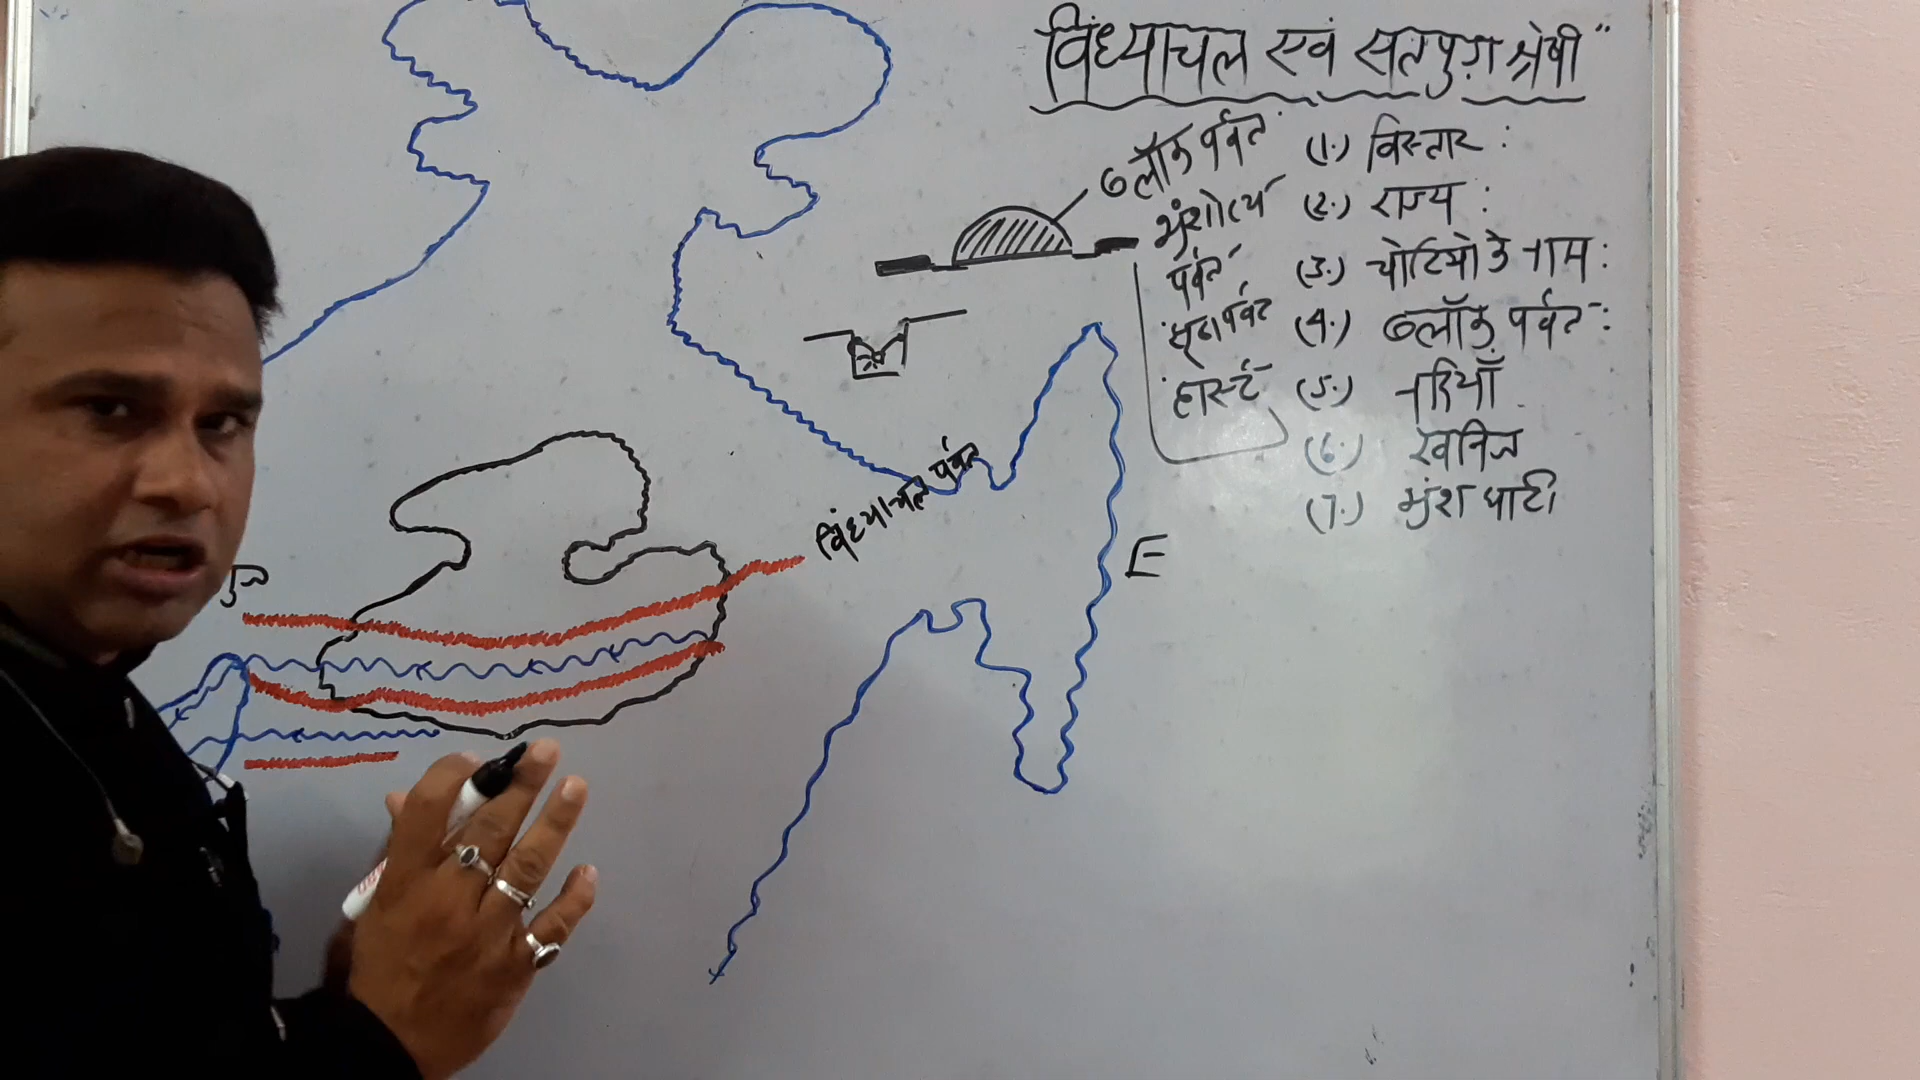 विंध्याचल एवं सतपुड़ा श्रेणी"
ब्लॉक पर्वत
भ्रंशोत्थ
पर्वत
हार्स्ट
(1.) विस्तार :
(2.) राज्य :
(3.) चोटियो के नाम :
(4.) ब्लॉक पर्वत :
(5.) नदियाँ
(6.) खनिज
(7.) भ्रंश घाटी
विंध्याचल पर्वत
E